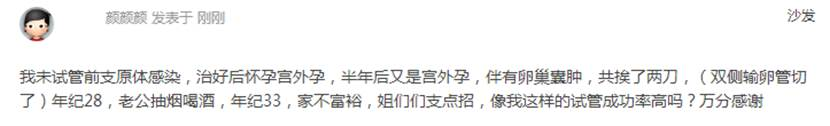 颜颜颜 发表于 刚刚
沙发
我未试管前支原体感染，治好后怀孕宫外孕，半年后又是宫外孕，伴有卵巢囊肿，共挨了两刀，（双侧输卵管切
了）年纪28，老公抽烟喝酒，年纪33，家不富裕，姐们们支点招，像我这样的试管成功率高吗？万分感谢